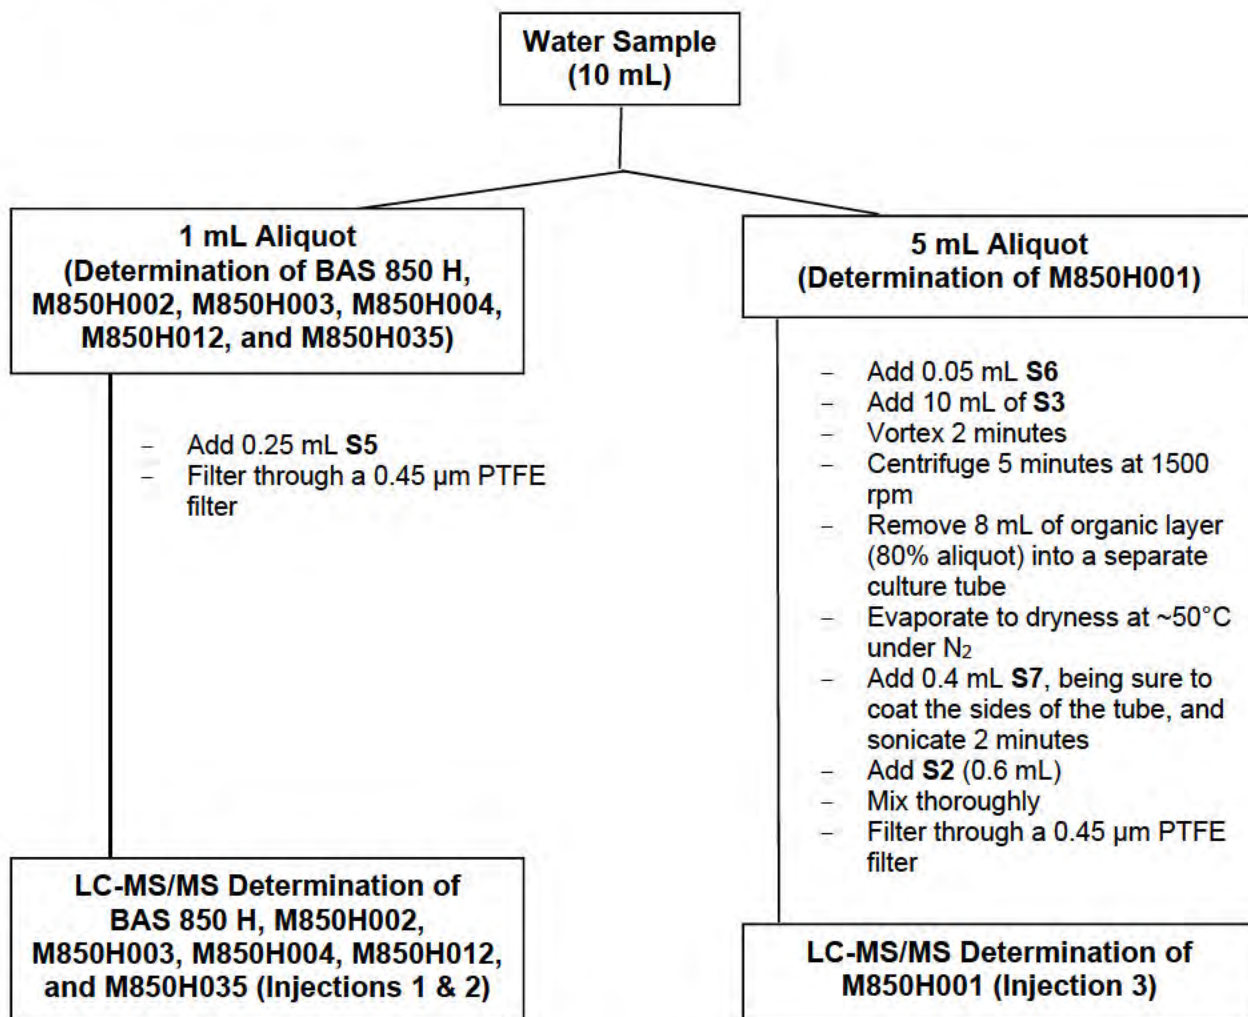 Water Sample
(10 mL)
1 mL Aliquot
(Determination of BAS 850 H,
M850H002, M850H003, M850H004,
M850H012, and M850H035)
– Add 0.25 mL S5
– Filter through a 0.45 µm PTFE
filter
LC-MS/MS Determination of
BAS 850 H, M850H002,
M850H003, M850H004, M850H012,
and M850H035 (Injections 1 & 2)
5 mL Aliquot
(Determination of M850H001)
– Add 0.05 mL S6
– Add 10 mL of S3
– Vortex 2 minutes
– Centrifuge 5 minutes at 1500
rpm
– Remove 8 mL of organic layer
(80% aliquot) into a separate
culture tube
– Evaporate to dryness at ~50°C
under N₂
– Add 0.4 mL S7, being sure to
coat the sides of the tube, and
sonicate 2 minutes
– Add S2 (0.6 mL)
– Mix thoroughly
– Filter through a 0.45 µm PTFE
filter
LC-MS/MS Determination of
M850H001 (Injection 3)